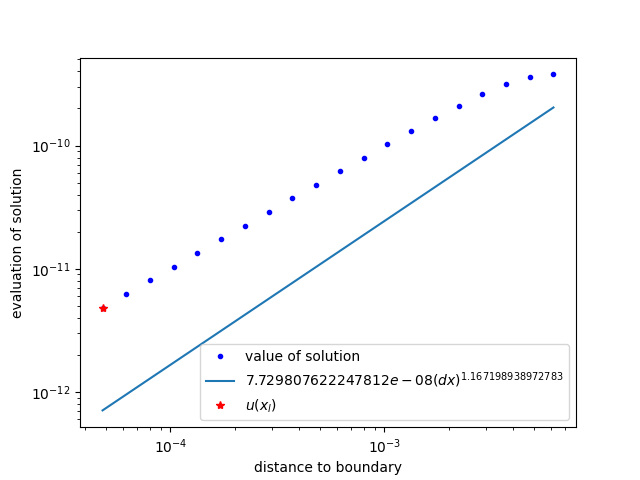 10⁻¹⁰
10⁻¹¹
10⁻¹²
evaluation of solution
value of solution
7.729807622247812e − 08(dx)^1.167198938972783
u(x_l)
10⁻⁴
10⁻³
distance to boundary